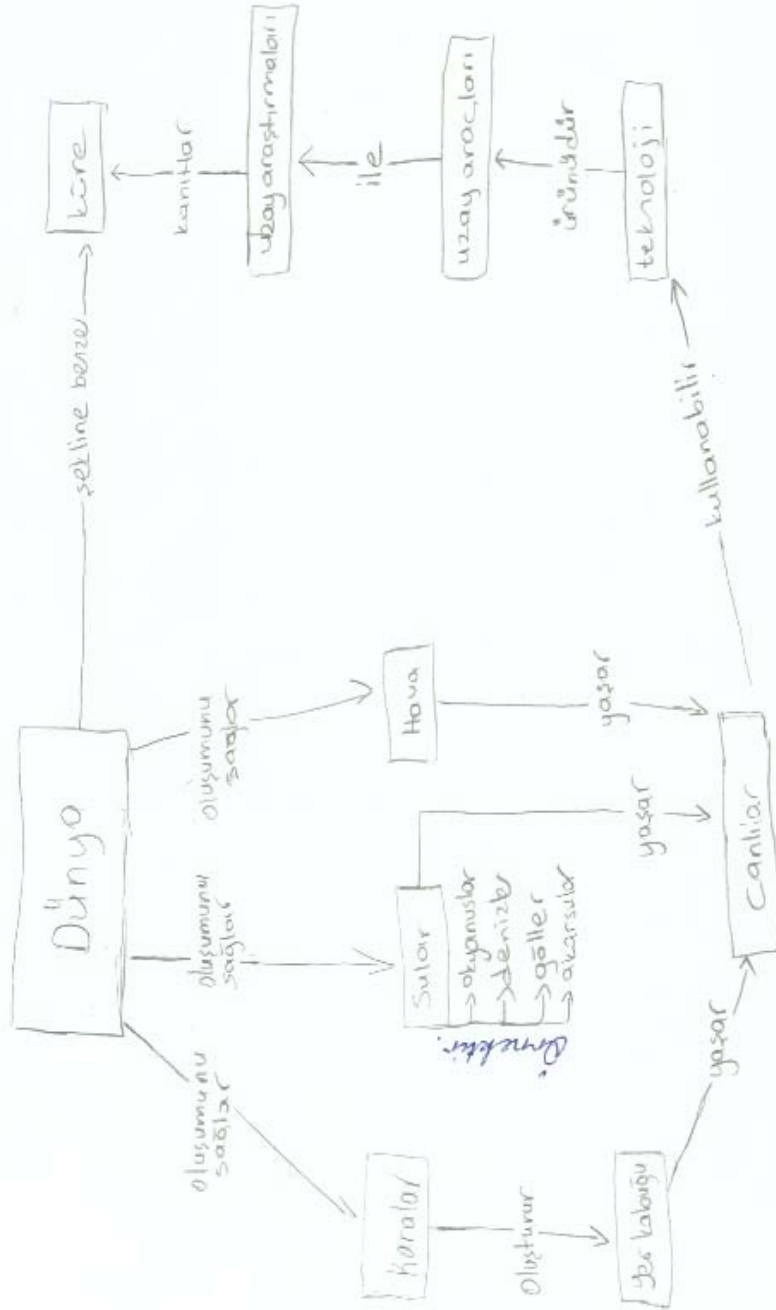 Dünya
şekline benzer
küre
oluşumunu
sağlar
oluşumunu
sağlar
oluşumunu
sağlar
kanıtlar
Karalar
Sular
Hava
uzay araştırmaları
okyanuslar
denizler
göller
akarsular
örnektir.
ile
oluşturur
yaşar
yaşar
uzay araçları
Yer kabuğu
ürünüdür
yaşar
canlılar
kullanabilir
teknoloji